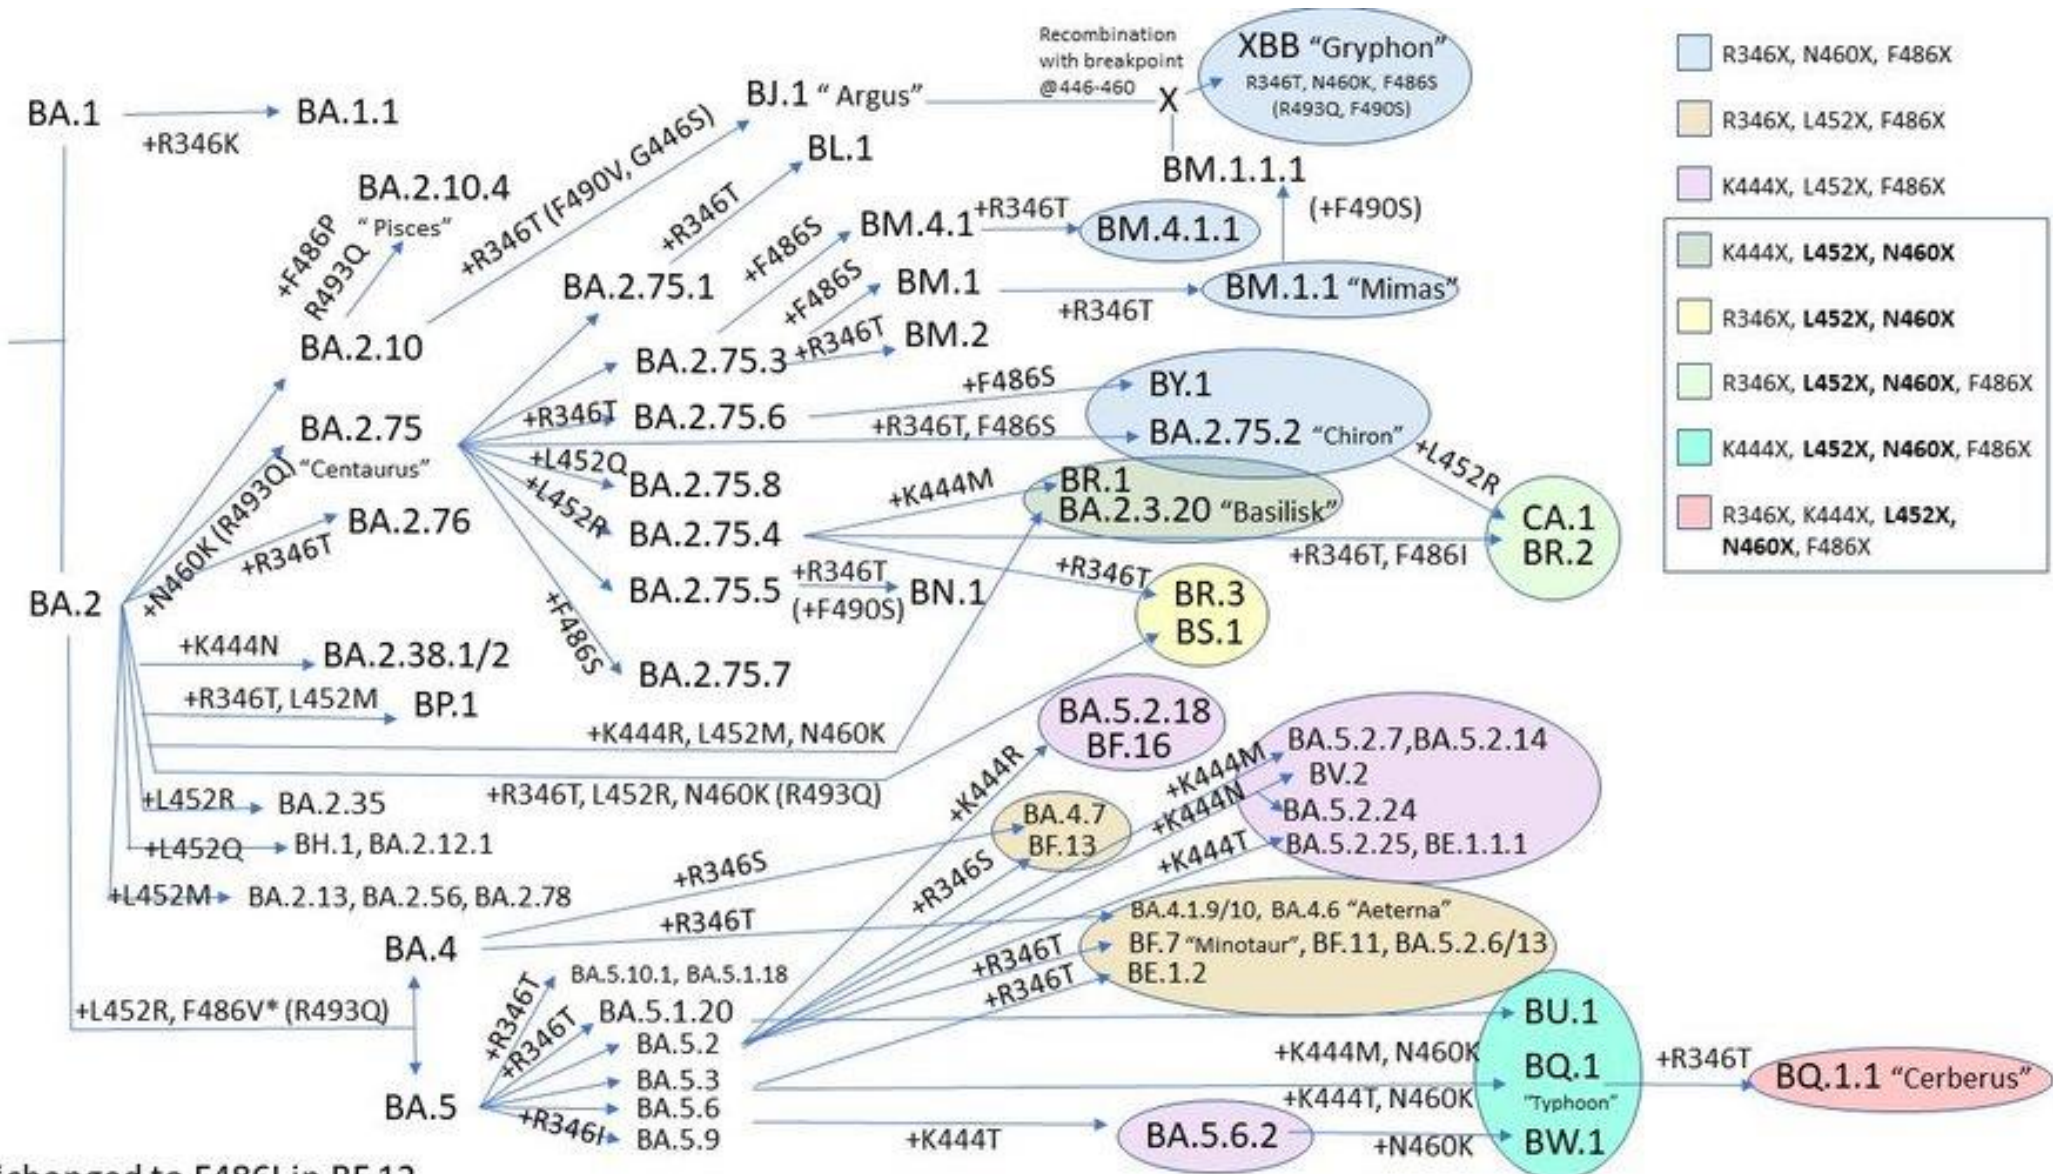 Recombination
with breakpoint
@446-460
XBB “Gryphon”
R346T, N460K, F486S
(R493Q, F490S)
X
BJ.1 “ Argus”
BA.1
+R346K
BA.1.1
BL.1
BM.1.1.1
(+F490S)
BA.2.10.4
“ Pisces”
+F486P
R493Q
+R346T (F490V, G446S)
+R346T
+F486S
BM.4.1
+R346T
BM.4.1.1
BA.2.75.1
+F486S
BM.1
+R346T
BM.1.1 “Mimas”
BA.2.10
BA.2.75.3
+R346T
BM.2
+F486S
BY.1
BA.2.75
“Centaurus”
+R346T
BA.2.75.6
+R346T, F486S
BA.2.75.2 “Chiron”
+L452R
+L452Q
BA.2.75.8
+K444M
BR.1
BA.2.3.20 “Basilisk”
BA.2.76
+R346T
+N460K (R493Q)
+L452R
BA.2.75.4
+R346T, F486I
CA.1
BR.2
BA.2
BA.2.75.5
+R346T
(+F490S)
BN.1
+R346T
BR.3
BS.1
+F486S
BA.2.75.7
+K444N
BA.2.38.1/2
+R346T, L452M
BP.1
+K444R, L452M, N460K
+R346T, L452R, N460K (R493Q)
BA.5.2.18
BF.16
+K444R
+L452R
BA.2.35
+L452Q
BH.1, BA.2.12.1
+L452M
BA.2.13, BA.2.56, BA.2.78
BA.4.7
BF.13
+R346S
+R346S
+K444M
BA.5.2.7,BA.5.2.14
BV.2
+K444N
BA.5.2.24
+K444T
BA.5.2.25, BE.1.1.1
BA.4
+R346T
BA.4.1.9/10, BA.4.6 “Aeterna”
+R346T
BF.7 “Minotaur”, BF.11, BA.5.2.6/13
+R346T
BE.1.2
+L452R, F486V* (R493Q)
+R346T
BA.5.10.1, BA.5.1.18
+R346T
BA.5.1.20
BA.5.2
BA.5.3
BA.5
BA.5.6
+R346I
BA.5.9
+K444M, N460K
BU.1
+K444T, N460K
BQ.1
“Typhoon”
+R346T
BQ.1.1 “Cerberus”
+K444T
BA.5.6.2
+N460K
BW.1
R346X, N460X, F486X
R346X, L452X, F486X
K444X, L452X, F486X
K444X, L452X, N460X
R346X, L452X, N460X
R346X, L452X, N460X, F486X
K444X, L452X, N460X, F486X
R346X, K444X, L452X,
N460X, F486X